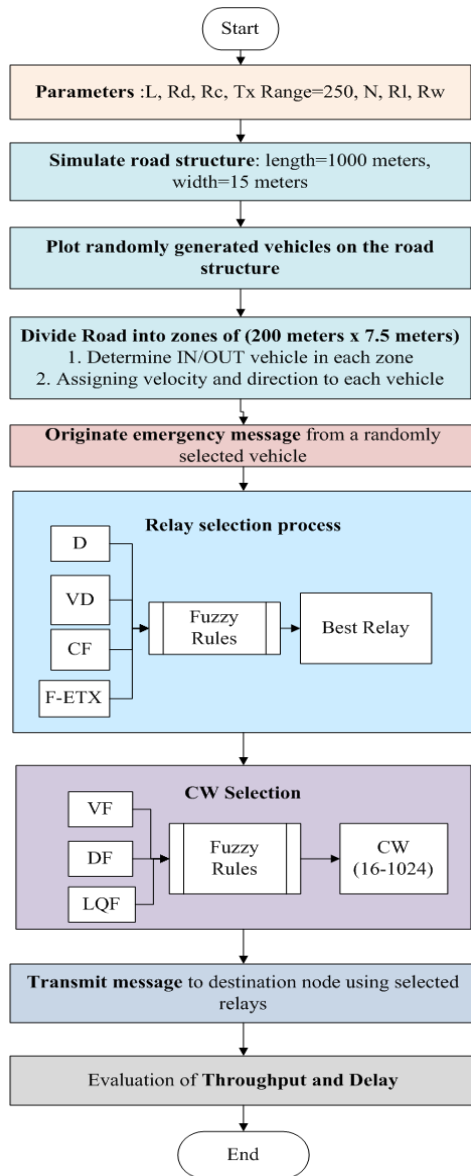 Start
Parameters :L, Rd, Rc, Tx Range=250, N, Rl, Rw
Simulate road structure: length=1000 meters,
width=15 meters
Plot randomly generated vehicles on the road
structure
Divide Road into zones of (200 meters x 7.5 meters)
1. Determine IN/OUT vehicle in each zone
2. Assigning velocity and direction to each vehicle
Originate emergency message from a randomly
selected vehicle
Relay selection process
D
VD
CF
F-ETX
Fuzzy
Rules
Best Relay
CW Selection
VF
DF
LQF
Fuzzy
Rules
CW
(16-1024)
Transmit message to destination node using selected
relays
Evaluation of Throughput and Delay
End